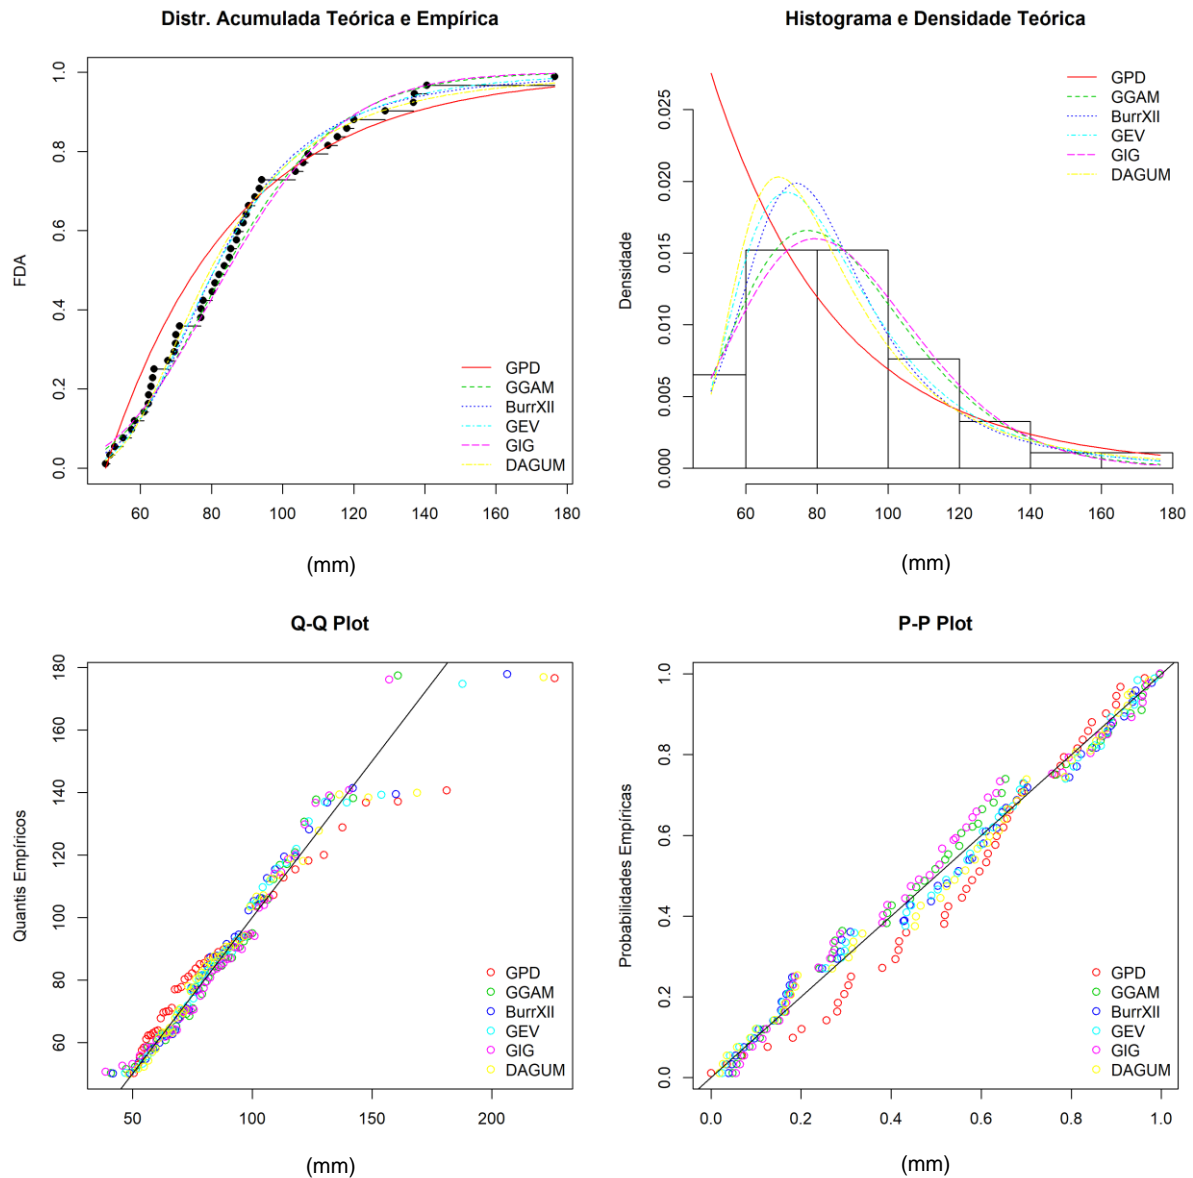 Distr. Acumulada Teórica e Empírica
FDA
0.0
0.2
0.4
0.6
0.8
1.0
GPD
GGAM
BurrXII
GEV
GIG
DAGUM
60
80
100
120
140
160
180
(mm)
Histograma e Densidade Teórica
Densidade
0.000
0.005
0.010
0.015
0.020
0.025
GPD
GGAM
BurrXII
GEV
GIG
DAGUM
60
80
100
120
140
160
180
(mm)
Q-Q Plot
Quantis Empíricos
60
80
100
120
140
160
180
GPD
GGAM
BurrXII
GEV
GIG
DAGUM
50
100
150
200
(mm)
P-P Plot
Probabilidades Empíricas
0.0
0.2
0.4
0.6
0.8
1.0
GPD
GGAM
BurrXII
GEV
GIG
DAGUM
0.0
0.2
0.4
0.6
0.8
1.0
(mm)